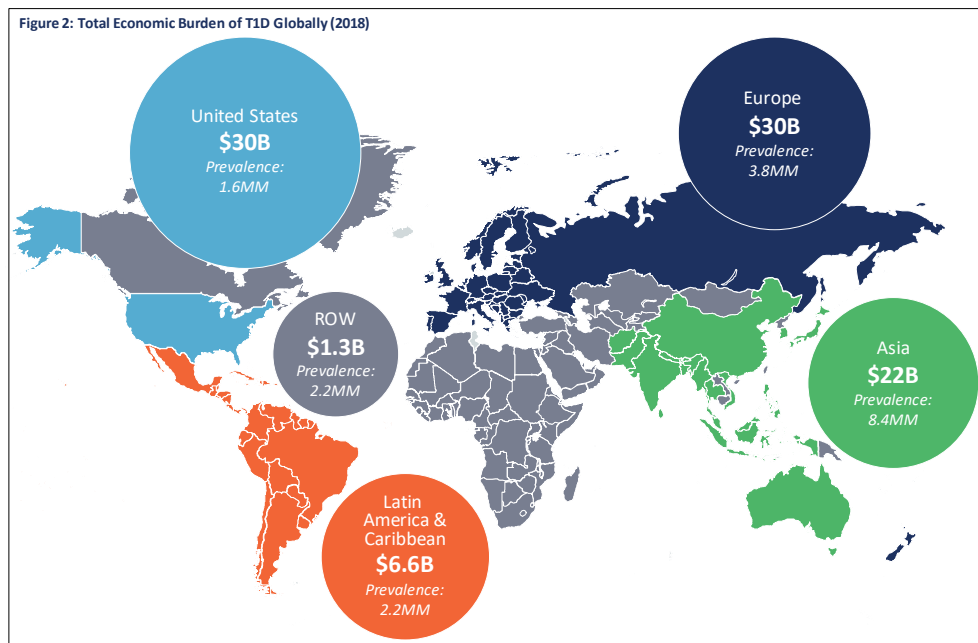 Figure 2: Total Economic Burden of T1D Globally (2018)
United States
$30B
Prevalence:
1.6MM
Europe
$30B
Prevalence:
3.8MM
ROW
$1.3B
Prevalence:
2.2MM
Asia
$22B
Prevalence:
8.4MM
Latin
America &
Caribbean
$6.6B
Prevalence:
2.2MM